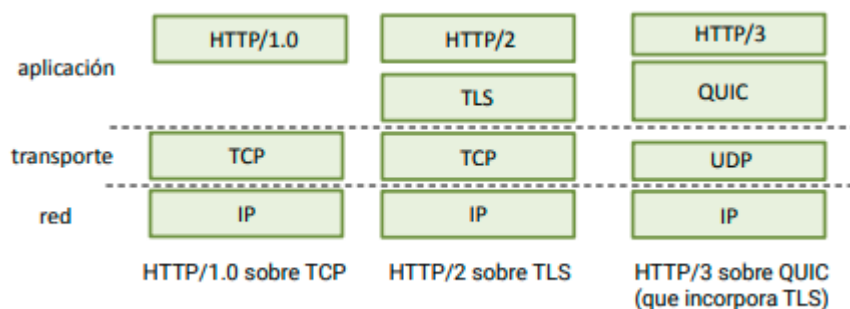 HTTP/1.0 HTTP/2 HTTP/3
aplicación
TLS QUIC
transporte TCP TCP UDP
red IP IP IP
HTTP/1.0 sobre TCP HTTP/2 sobre TLS HTTP/3 sobre QUIC
(que incorpora TLS)